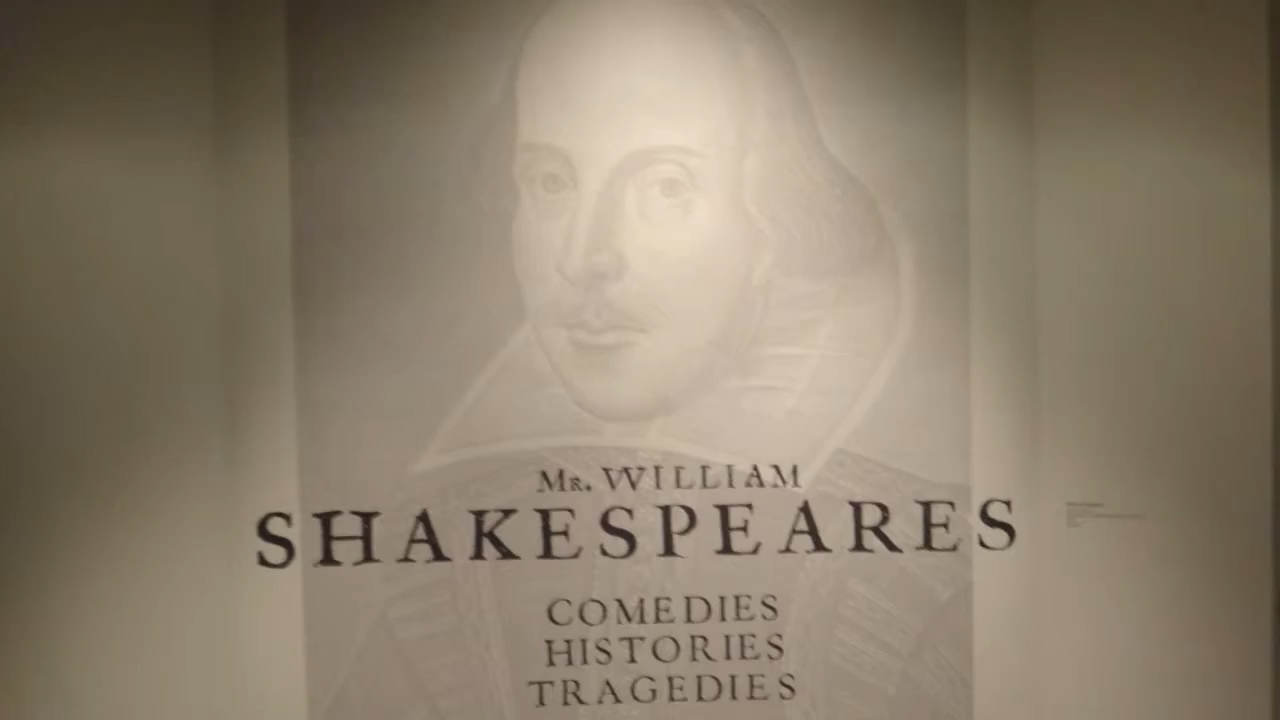 Mr. WILLIAM
SHAKESPEARES
COMEDIES
HISTORIES
TRAGEDIES